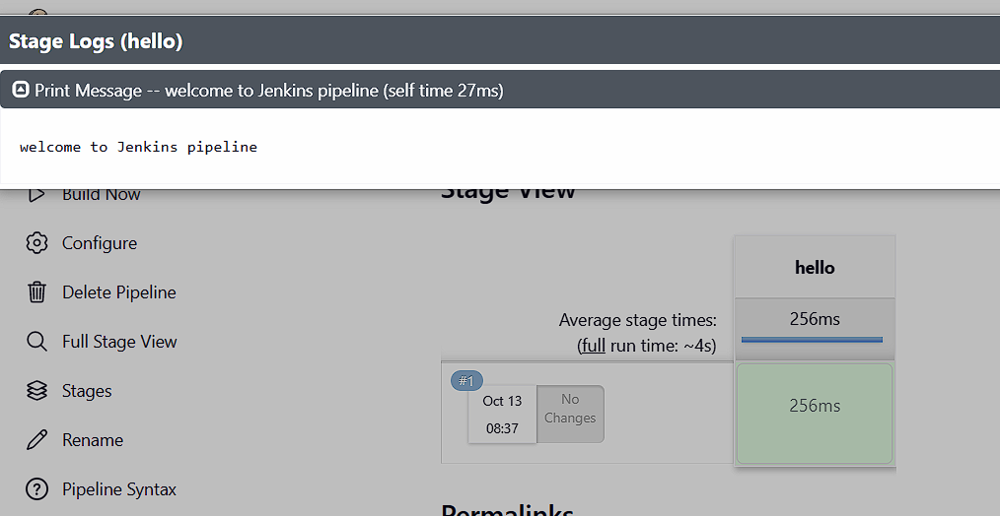 Stage Logs (hello)
Print Message -- welcome to Jenkins pipeline (self time 27ms)
welcome to Jenkins pipeline
Build Now
Stage View
Configure
Delete Pipeline
Full Stage View
Stages
Rename
Pipeline Syntax
hello
Average stage times:
(full run time: ~4s)
256ms
#1
Oct 13
08:37
No
Changes
256ms
Permalinks